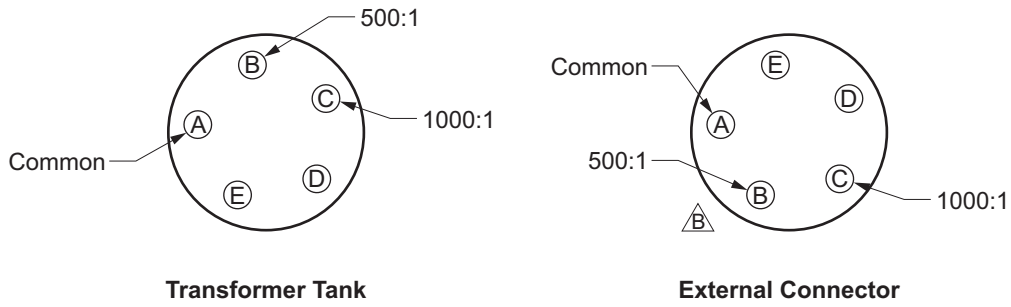 500:1
B
C
1000:1
A
Common
E
D
Transformer Tank
E
Common
D
A
500:1
B
C
1000:1
B
External Connector